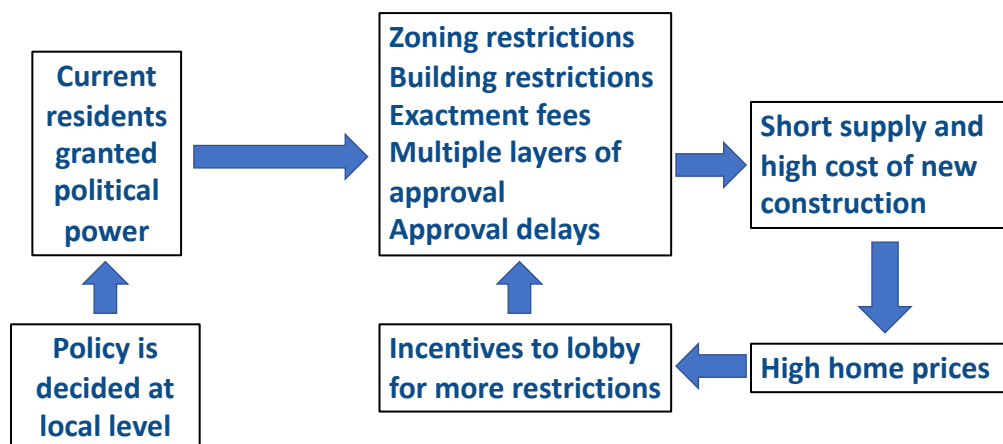 Current
residents
granted
political
power
Zoning restrictions
Building restrictions
Exactment fees
Multiple layers of
approval
Approval delays
Short supply and
high cost of new
construction
Policy is
decided at
local level
Incentives to lobby
for more restrictions
High home prices